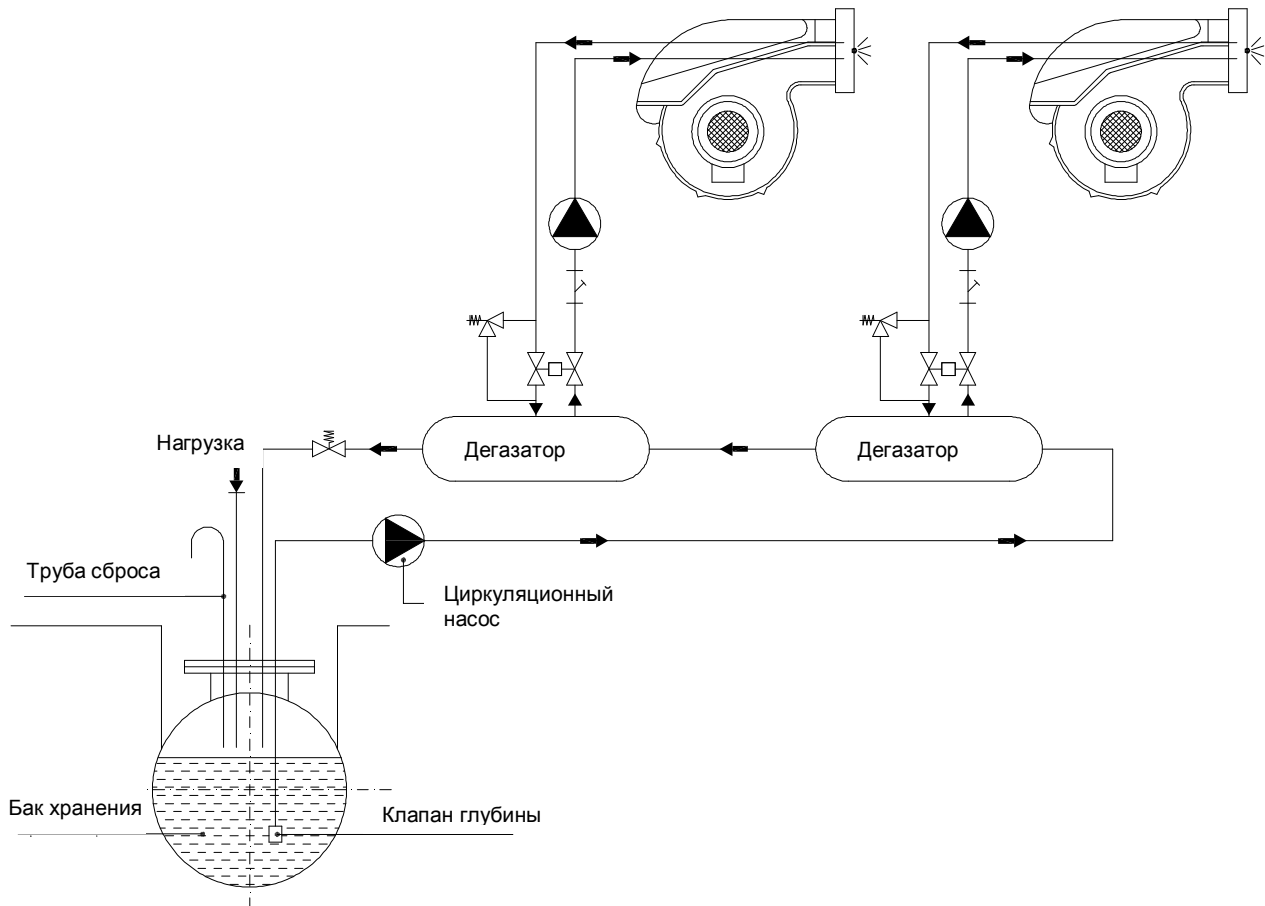 Нагрузка
Дегазатор
Дегазатор
Труба сброса
Циркуляционный
насос
Бак хранения
Клапан глубины